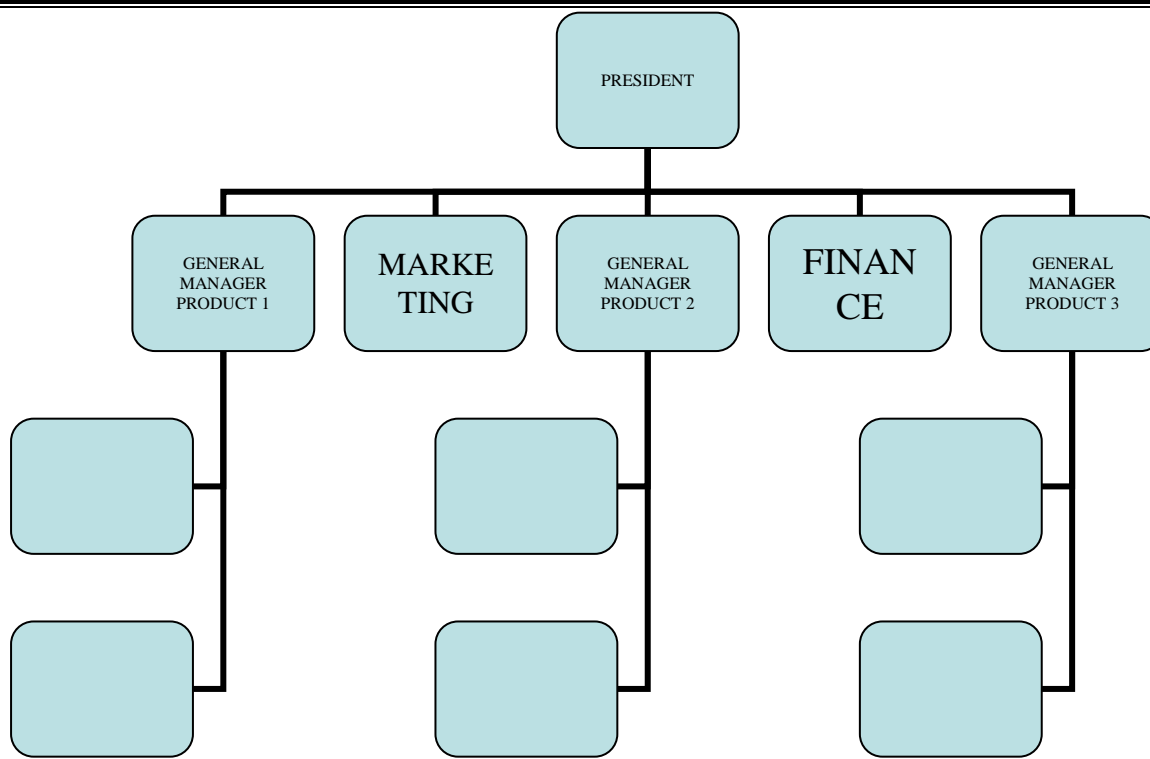 PRESIDENT
GENERAL
MANAGER
PRODUCT 1
MARKE
TING
GENERAL
MANAGER
PRODUCT 2
FINAN
CE
GENERAL
MANAGER
PRODUCT 3